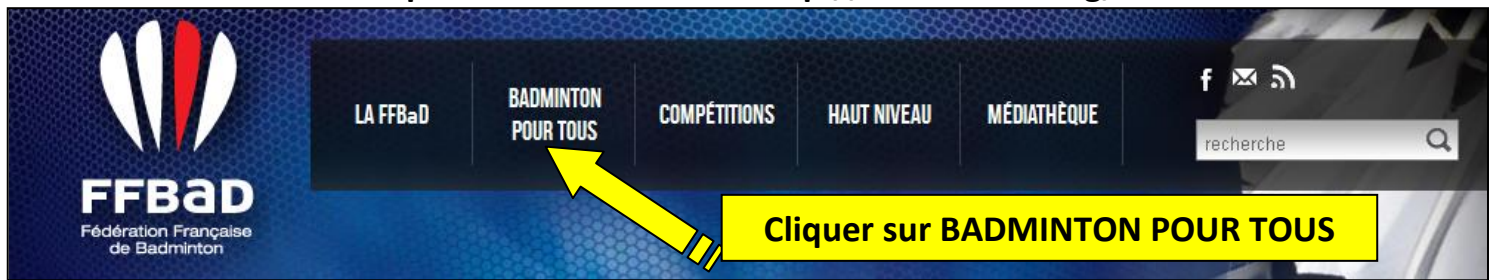 LA FFBaD
BADMINTON
POUR TOUS
COMPÉTITIONS
HAUT NIVEAU
MÉDIATHÈQUE
recherche
FFBaD
Fédération Française
de Badminton
Cliquer sur BADMINTON POUR TOUS